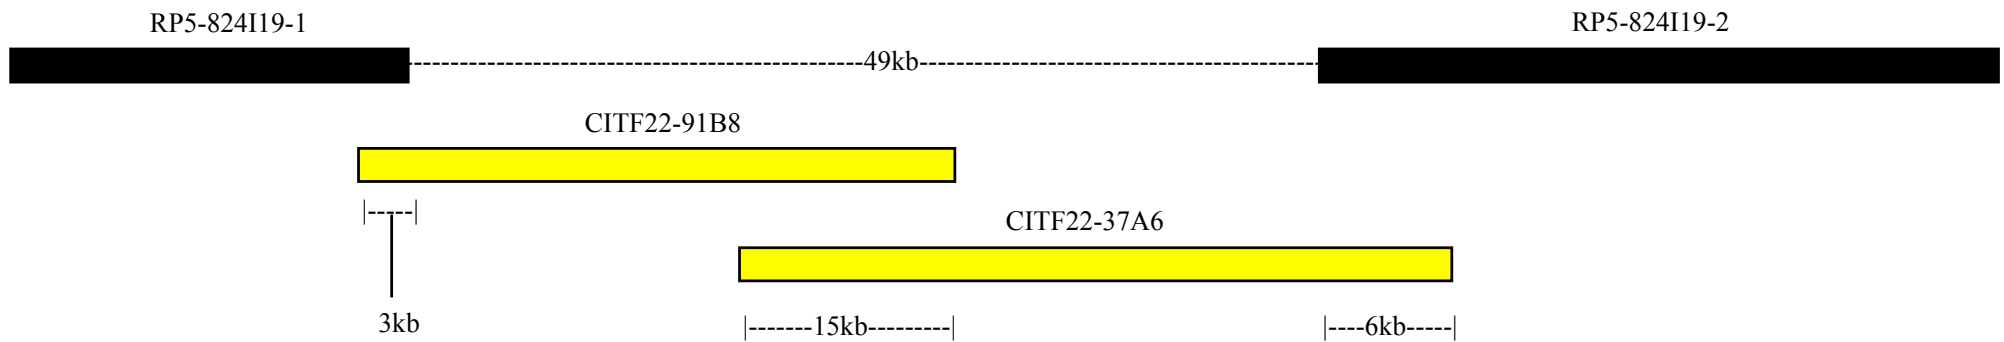 RP5-824I19-1
RP5-824I19-2
49kb
CITF22-91B8
CITF22-37A6
3kb
15kb
6kb